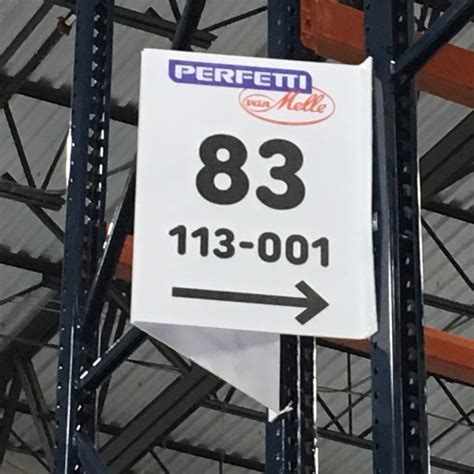 PERFETTI
van Melle
83
113-001